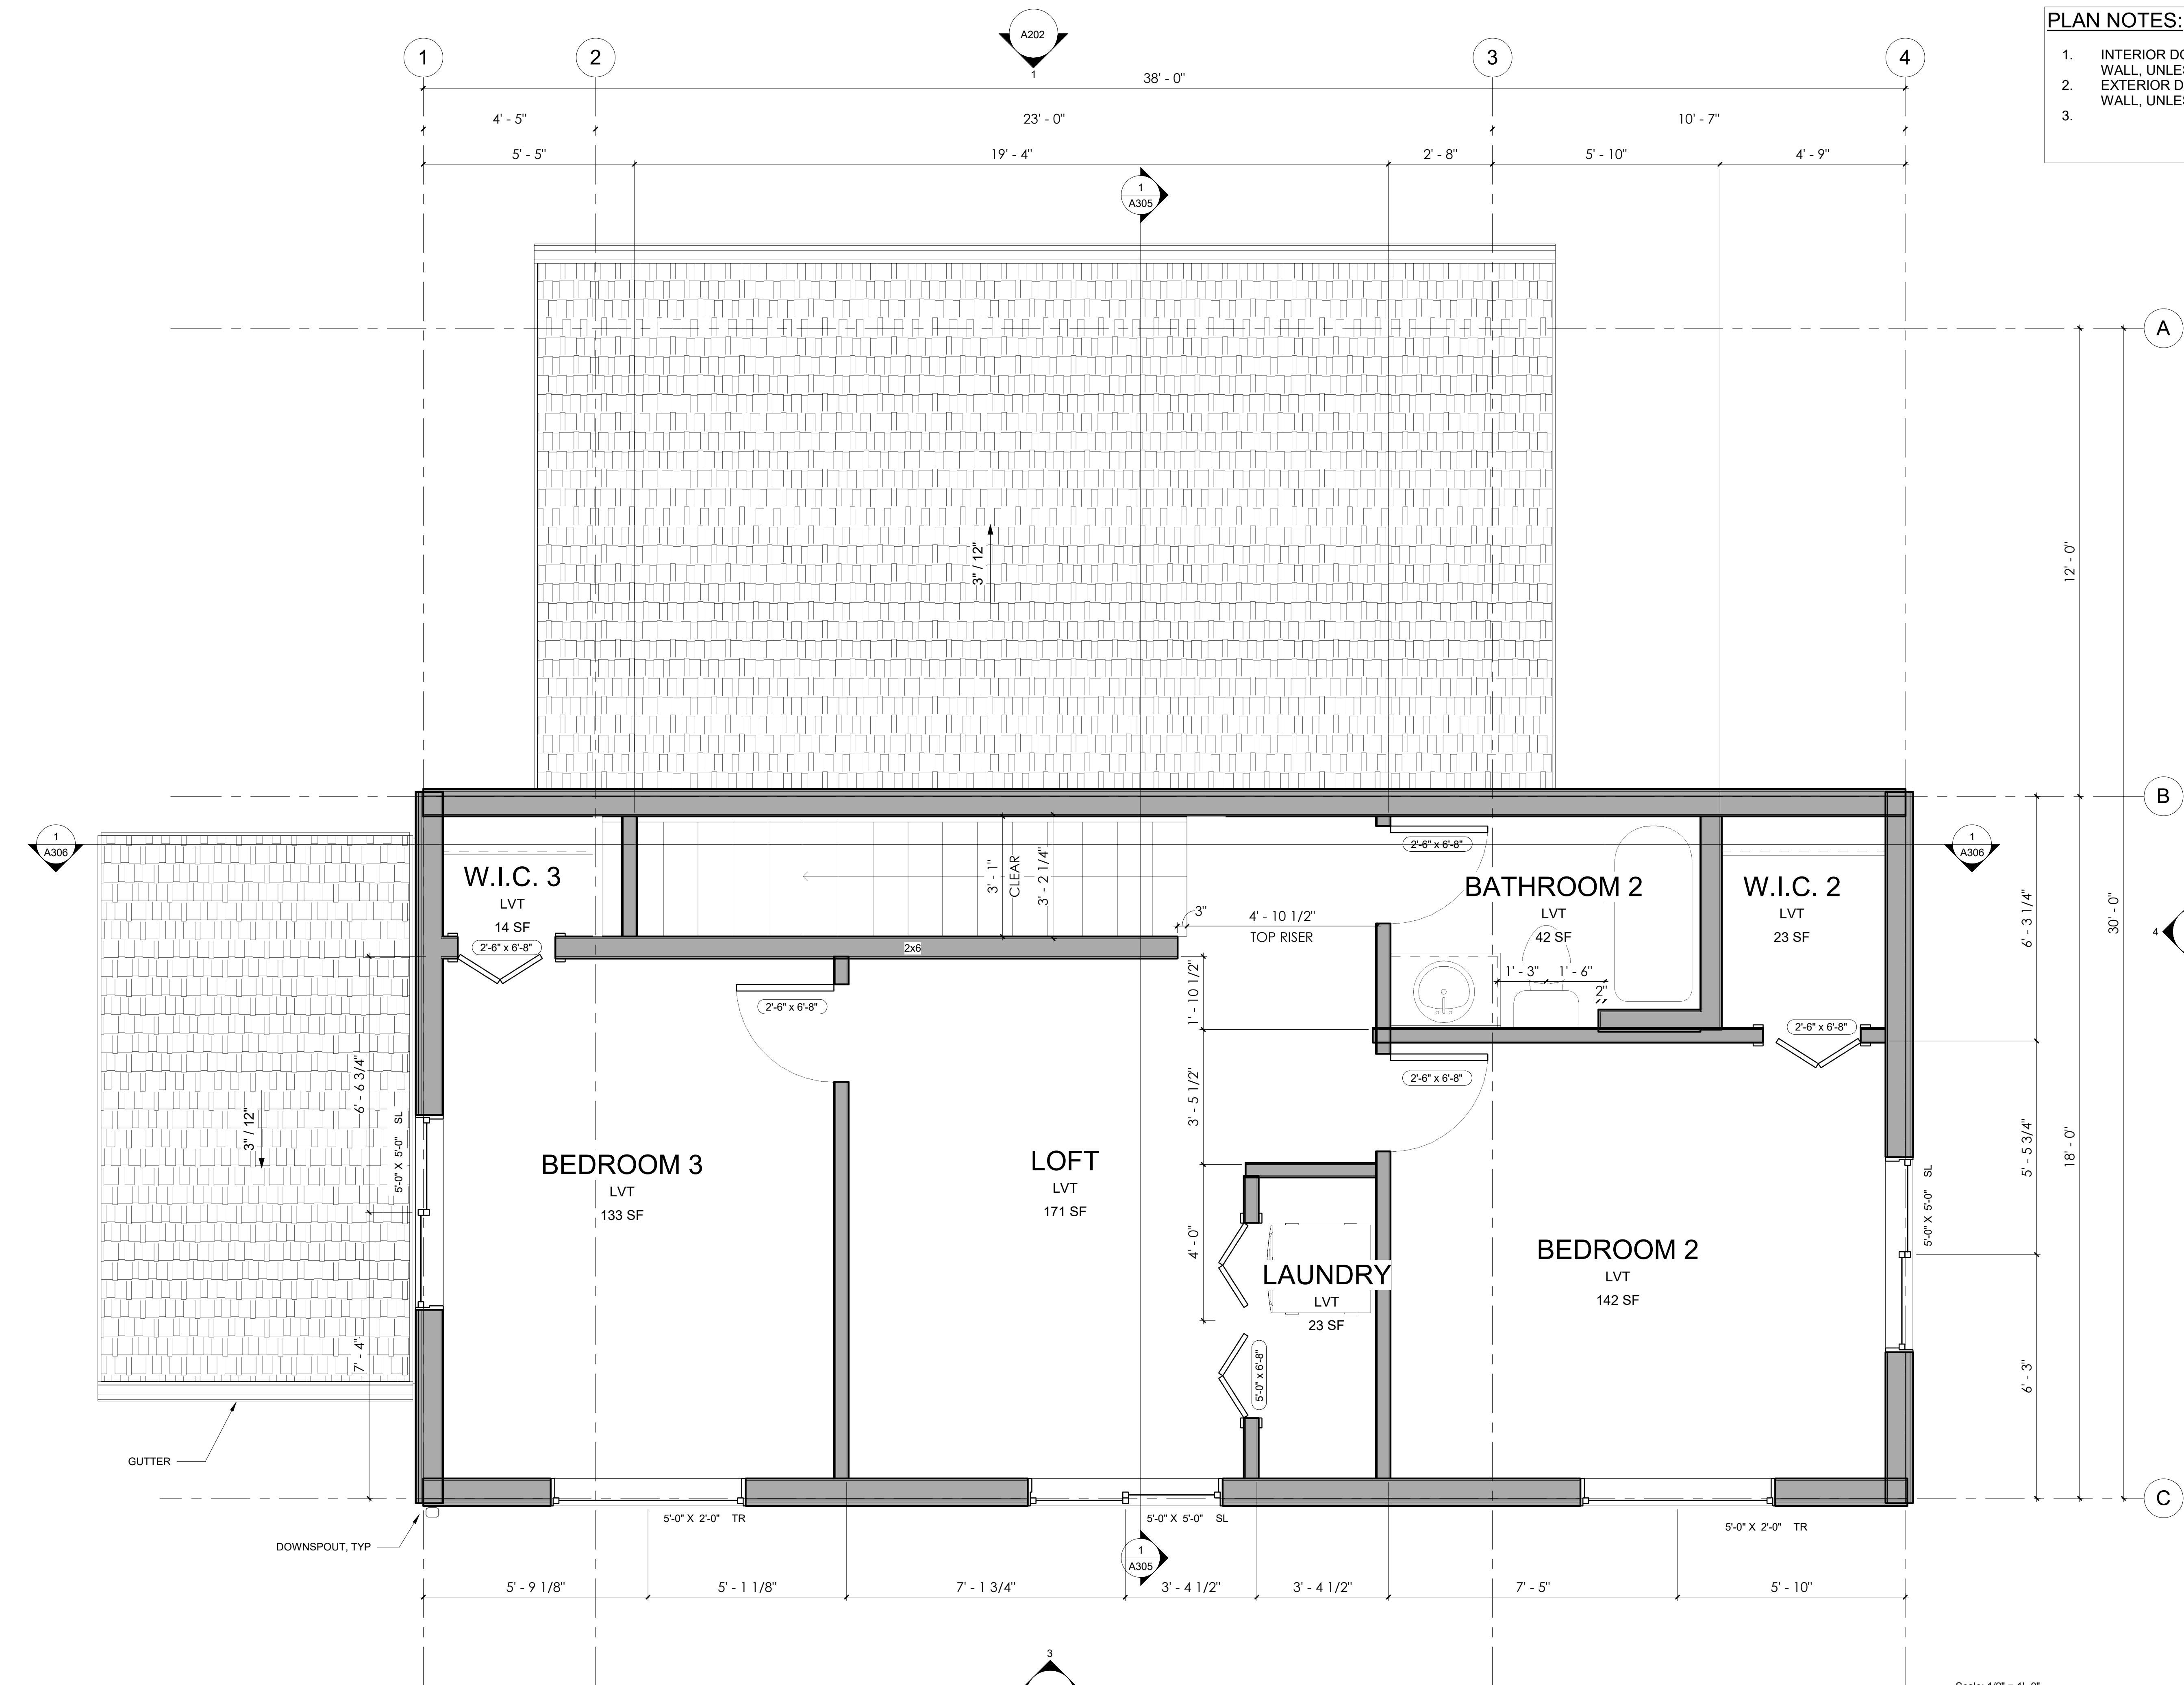 PLAN NOTES:
1. INTERIOR DO
WALL, UNLES
2. EXTERIOR D
WALL, UNLES
3.
A202
1
1
2
3
4
38' - 0"
4' - 5"
23' - 0"
10' - 7"
5' - 5"
19' - 4"
2' - 8"
5' - 10"
4' - 9"
1
A305
A
12' - 0"
3" / 12"
B
1
A306
1
A306
30' - 0"
18' - 0"
4
W.I.C. 3
LVT
14 SF
2'-6" x 6'-8"
3' - 1"
CLEAR
3' - 2 1/4"
3"
4' - 10 1/2"
TOP RISER
2x6
2'-6" x 6'-8"
BATHROOM 2
LVT
42 SF
1' - 3"
1' - 6"
2"
W.I.C. 2
LVT
23 SF
2'-6" x 6'-8"
6' - 3 1/4"
2'-6" x 6'-8"
1' - 10 1/2"
2'-6" x 6'-8"
3' - 5 1/2"
6' - 6 3/4"
5'-0" X 5'-0" SL
3" / 12"
5' - 5 3/4"
5'-0" X 5'-0" SL
BEDROOM 3
LVT
133 SF
LOFT
LVT
171 SF
4' - 0"
LAUNDRY
LVT
23 SF
5'-0" x 6'-8"
BEDROOM 2
LVT
142 SF
7' - 4"
6' - 3"
GUTTER
C
5'-0" X 2'-0" TR
5'-0" X 5'-0" SL
5'-0" X 2'-0" TR
DOWNSPOUT, TYP
1
A305
5' - 9 1/8"
5' - 1 1/8"
7' - 1 3/4"
3' - 4 1/2"
3' - 4 1/2"
7' - 5"
5' - 10"
3